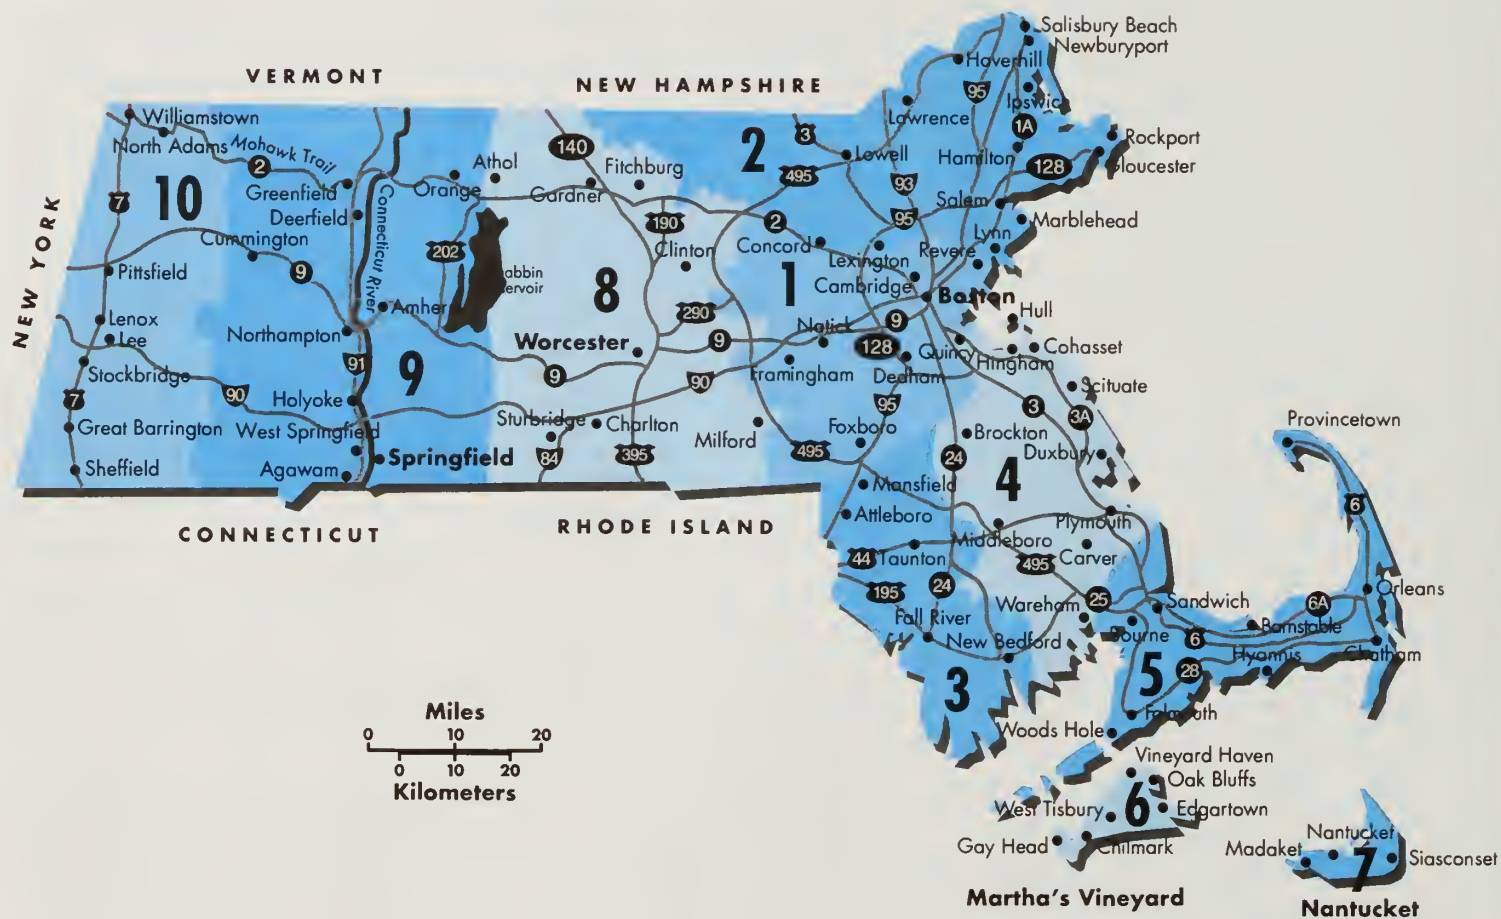 VERMONT
NEW HAMPSHIRE
NEW YORK
CONNECTICUT
RHODE ISLAND
Salisbury Beach
Newburyport
Haverhill
95
Ipswich
1A
Lawrence
Rockport
Gloucester
128
Hamilton
2
3
Lowell
495
93
95
Salem
Marblehead
Lynn
Revere
Williamstown
North Adams
Mohawk Trail
2
Greenfield
Deerfield
Connecticut River
10
7
Cummington
9
Pittsfield
Lenox
Lee
Stockbridge
7
90
Great Barrington
Sheffield
Northampton
91
Holyoke
West Springfield
Agawam
Springfield
9
Athol
Orange
202
Amher
140
Fitchburg
Gardner
190
Clinton
8
290
Worcester
9
9
90
Sturbridge
Charlton
84
395
Milford
2
Concord
Lexington
Cambridge
Boston
1
Natick
9
128
Framingham
Dedham
Quincy
Hingham
Hull
Cohasset
Scituate
3
3A
95
Foxboro
495
Brockton
24
Duxbury
4
Mansfield
Attleboro
Plymouth
Middleboro
Carver
44
Taunton
495
195
24
Wareham
25
Fall River
New Bedford
3
Sandwich
Bourne
6
Barnstable
6A
Orleans
Provincetown
6
Hyannis
Chatham
5
28
Falmouth
Woods Hole
Vineyard Haven
Oak Bluffs
6
West Tisbury
Edgartown
Gay Head
Chilmark
Martha's Vineyard
Nantucket
Madaket
7
Siasconset
Nantucket
Miles
0 10 20
0 10 20
Kilometers